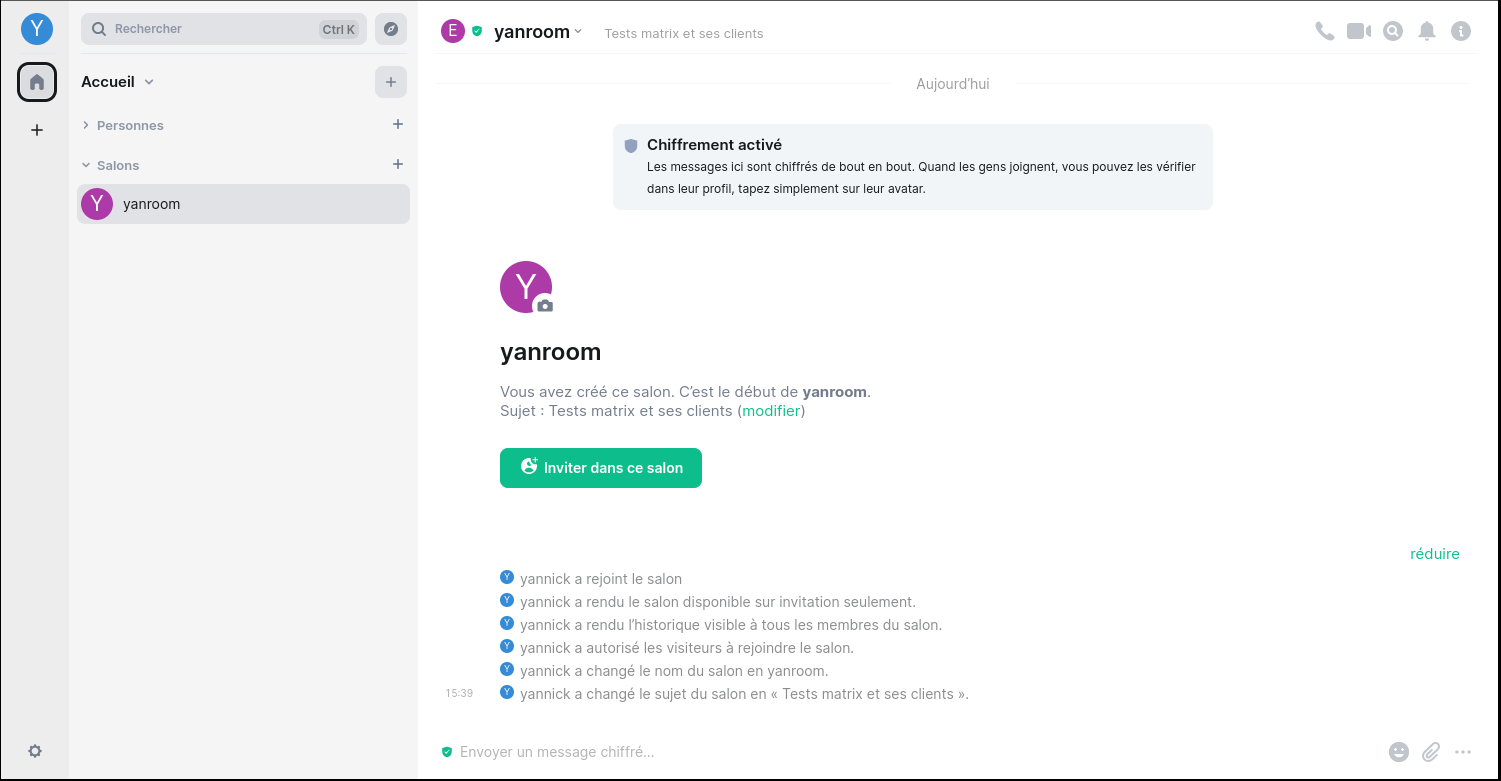 Y
Rechercher
Ctrl K
Accueil
Personnes
Salons
Y
yanroom
E
yanroom
Tests matrix et ses clients
Aujourd’hui
Chiffrement activé
Les messages ici sont chiffrés de bout en bout. Quand les gens joignent, vous pouvez les vérifier
dans leur profil, tapez simplement sur leur avatar.
Y
yanroom
Vous avez créé ce salon. C’est le début de yanroom.
Sujet : Tests matrix et ses clients (modifier)
Inviter dans ce salon
réduire
Y yannick a rejoint le salon
Y yannick a rendu le salon disponible sur invitation seulement.
Y yannick a rendu l’historique visible à tous les membres du salon.
Y yannick a autorisé les visiteurs à rejoindre le salon.
Y yannick a changé le nom du salon en yanroom.
15:39 Y yannick a changé le sujet du salon en « Tests matrix et ses clients ».
Envoyer un message chiffré…